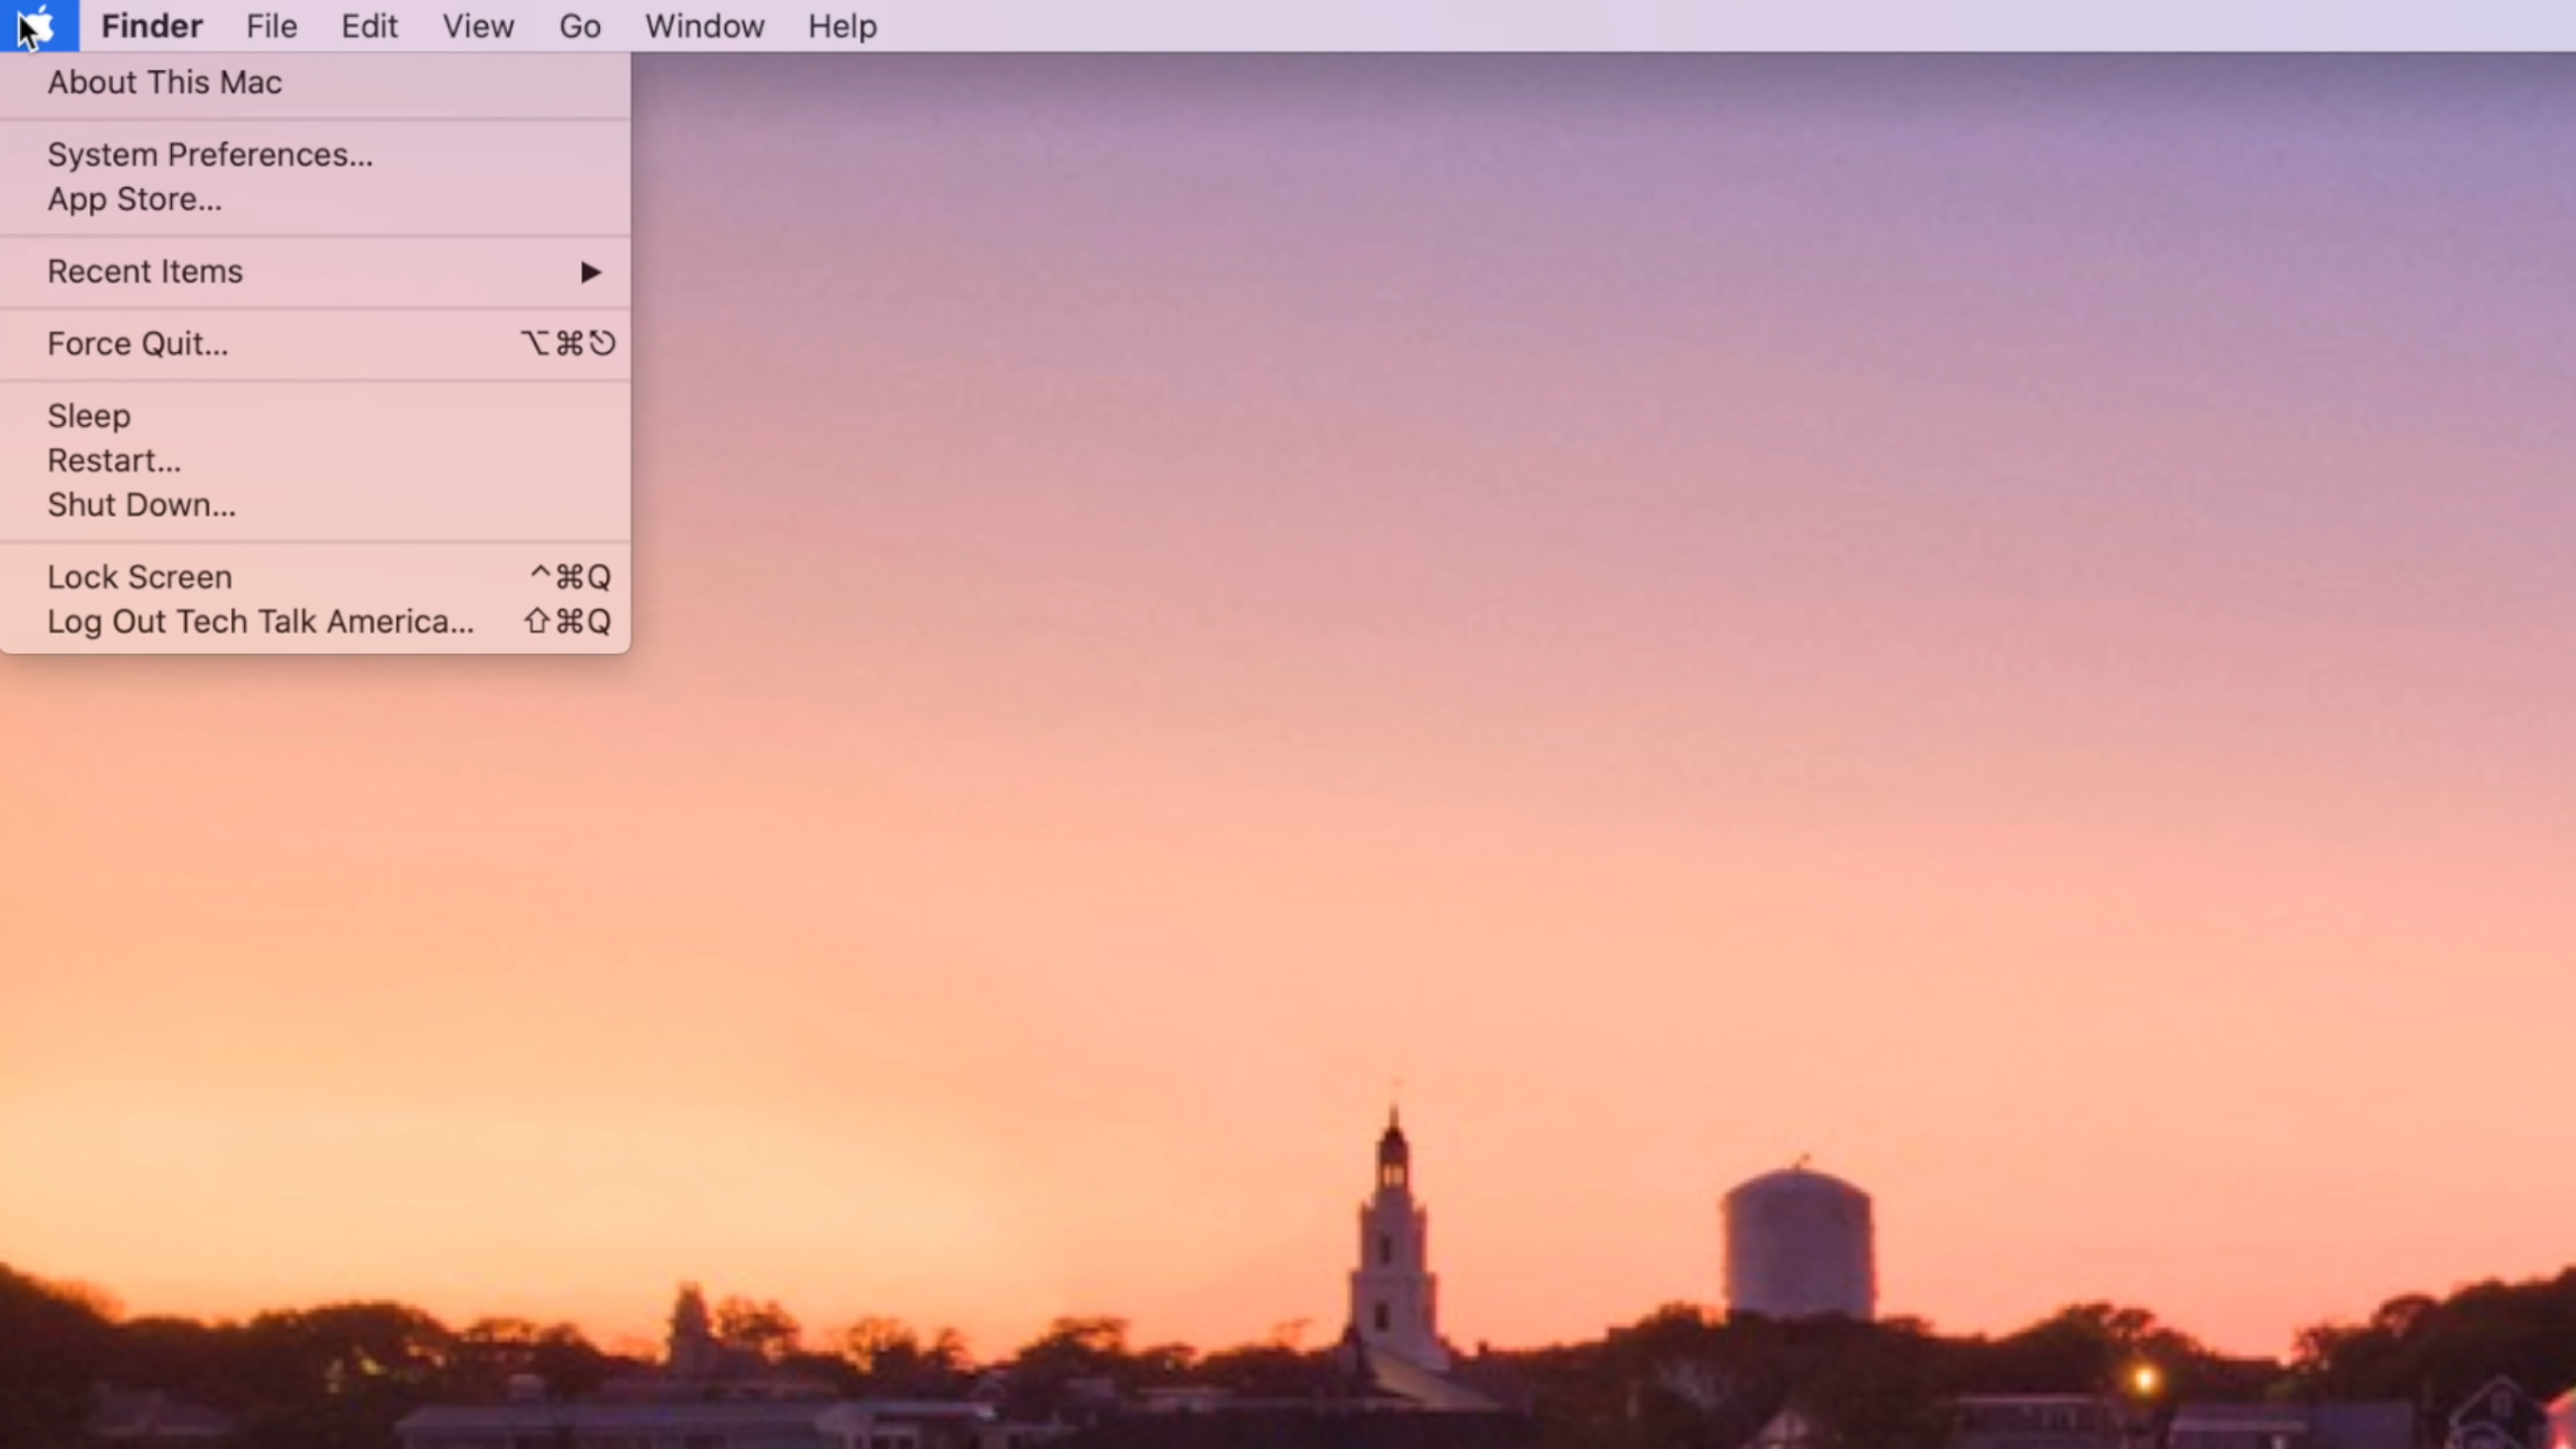 Finder File Edit View Go Window Help
About This Mac
System Preferences...
App Store...
Recent Items ▶
Force Quit... ⌥⌘⎋
Sleep
Restart...
Shut Down...
Lock Screen ^⌘Q
Log Out Tech Talk America... ⇧⌘Q